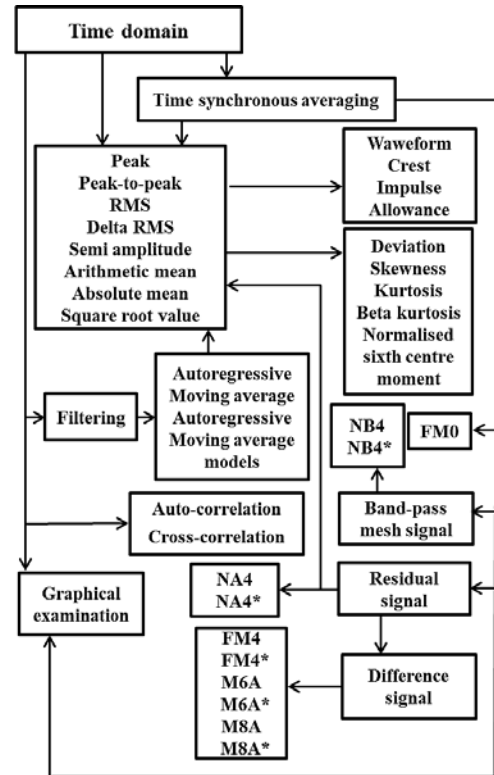 Time domain
Time synchronous averaging
Peak
Peak-to-peak
RMS
Delta RMS
Semi amplitude
Arithmetic mean
Absolute mean
Square root value
Waweform
Crest
Impulse
Allowance
Deviation
Skewness
Kurtosis
Beta kurtosis
Normalised
sixth centre
moment
Filtering
Autoregressive
Moving average
Autoregressive
Moving average
models
NB4
NB4*
FM0
Auto-correlation
Cross-correlation
Band-pass
mesh signal
Graphical
examination
NA4
NA4*
Residual
signal
FM4
FM4*
M6A
M6A*
M8A
M8A*
Difference
signal